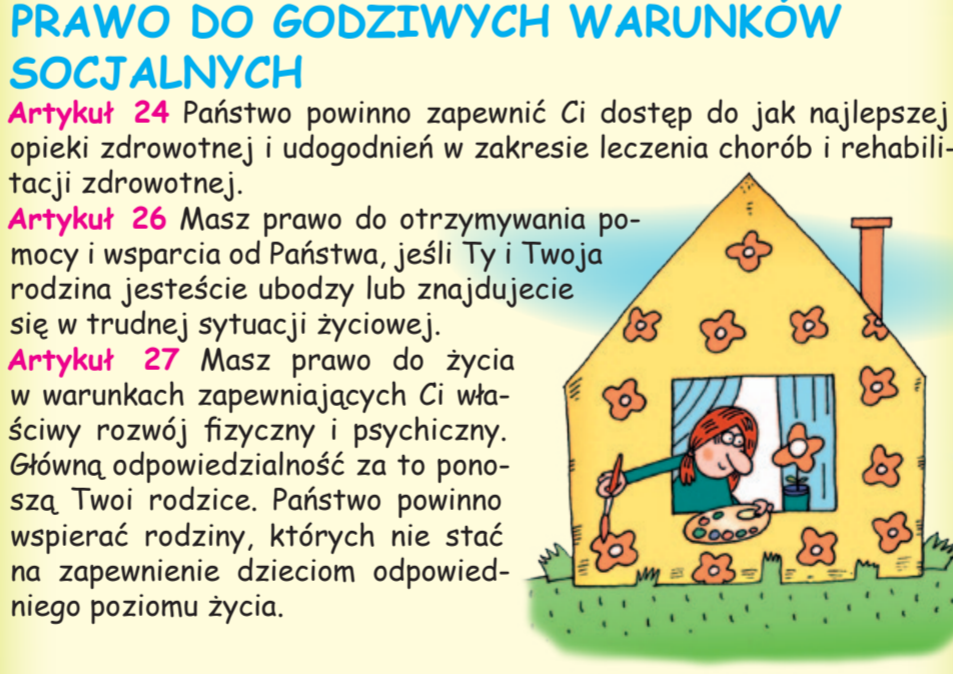 PRAWO DO GODZIWYCH WARUNKÓW
SOCJALNYCH
Artykuł 24 Państwo powinno zapewnić Ci dostęp do jak najlepszej
opieki zdrowotnej i udogodnień w zakresie leczenia chorób i rehabili-
tacji zdrowotnej.
Artykuł 26 Masz prawo do otrzymywania po-
mocy i wsparcia od Państwa, jeśli Ty i Twoja
rodzina jesteście ubodzy lub znajdujecie
się w trudnej sytuacji życiowej.
Artykuł 27 Masz prawo do życia
w warunkach zapewniających Ci wła-
ściwy rozwój fizyczny i psychiczny.
Główną odpowiedzialność za to pono-
szą Twoi rodzice. Państwo powinno
wspierać rodziny, których nie stać
na zapewnienie dzieciom odpowied-
niego poziomu życia.